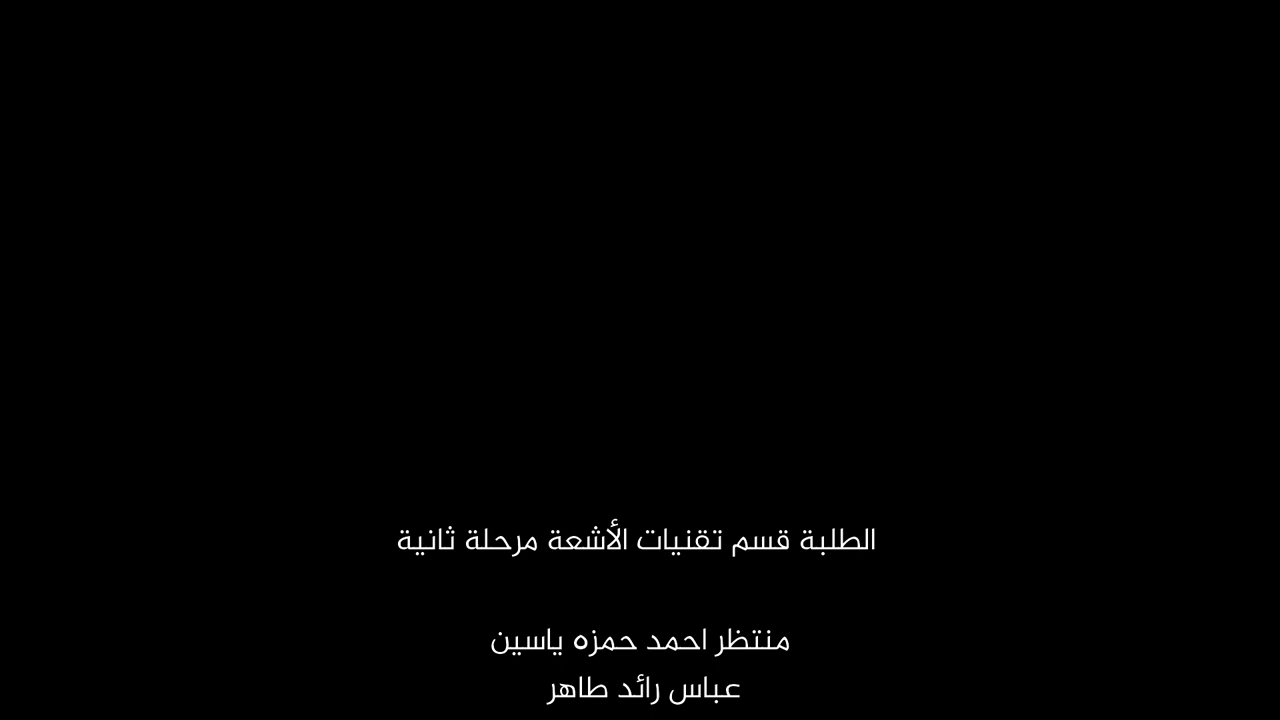 الطلبة قسم تقنيات الأشعة مرحلة ثانية
منتظر احمد حمزه ياسين
عباس رائد طاهر